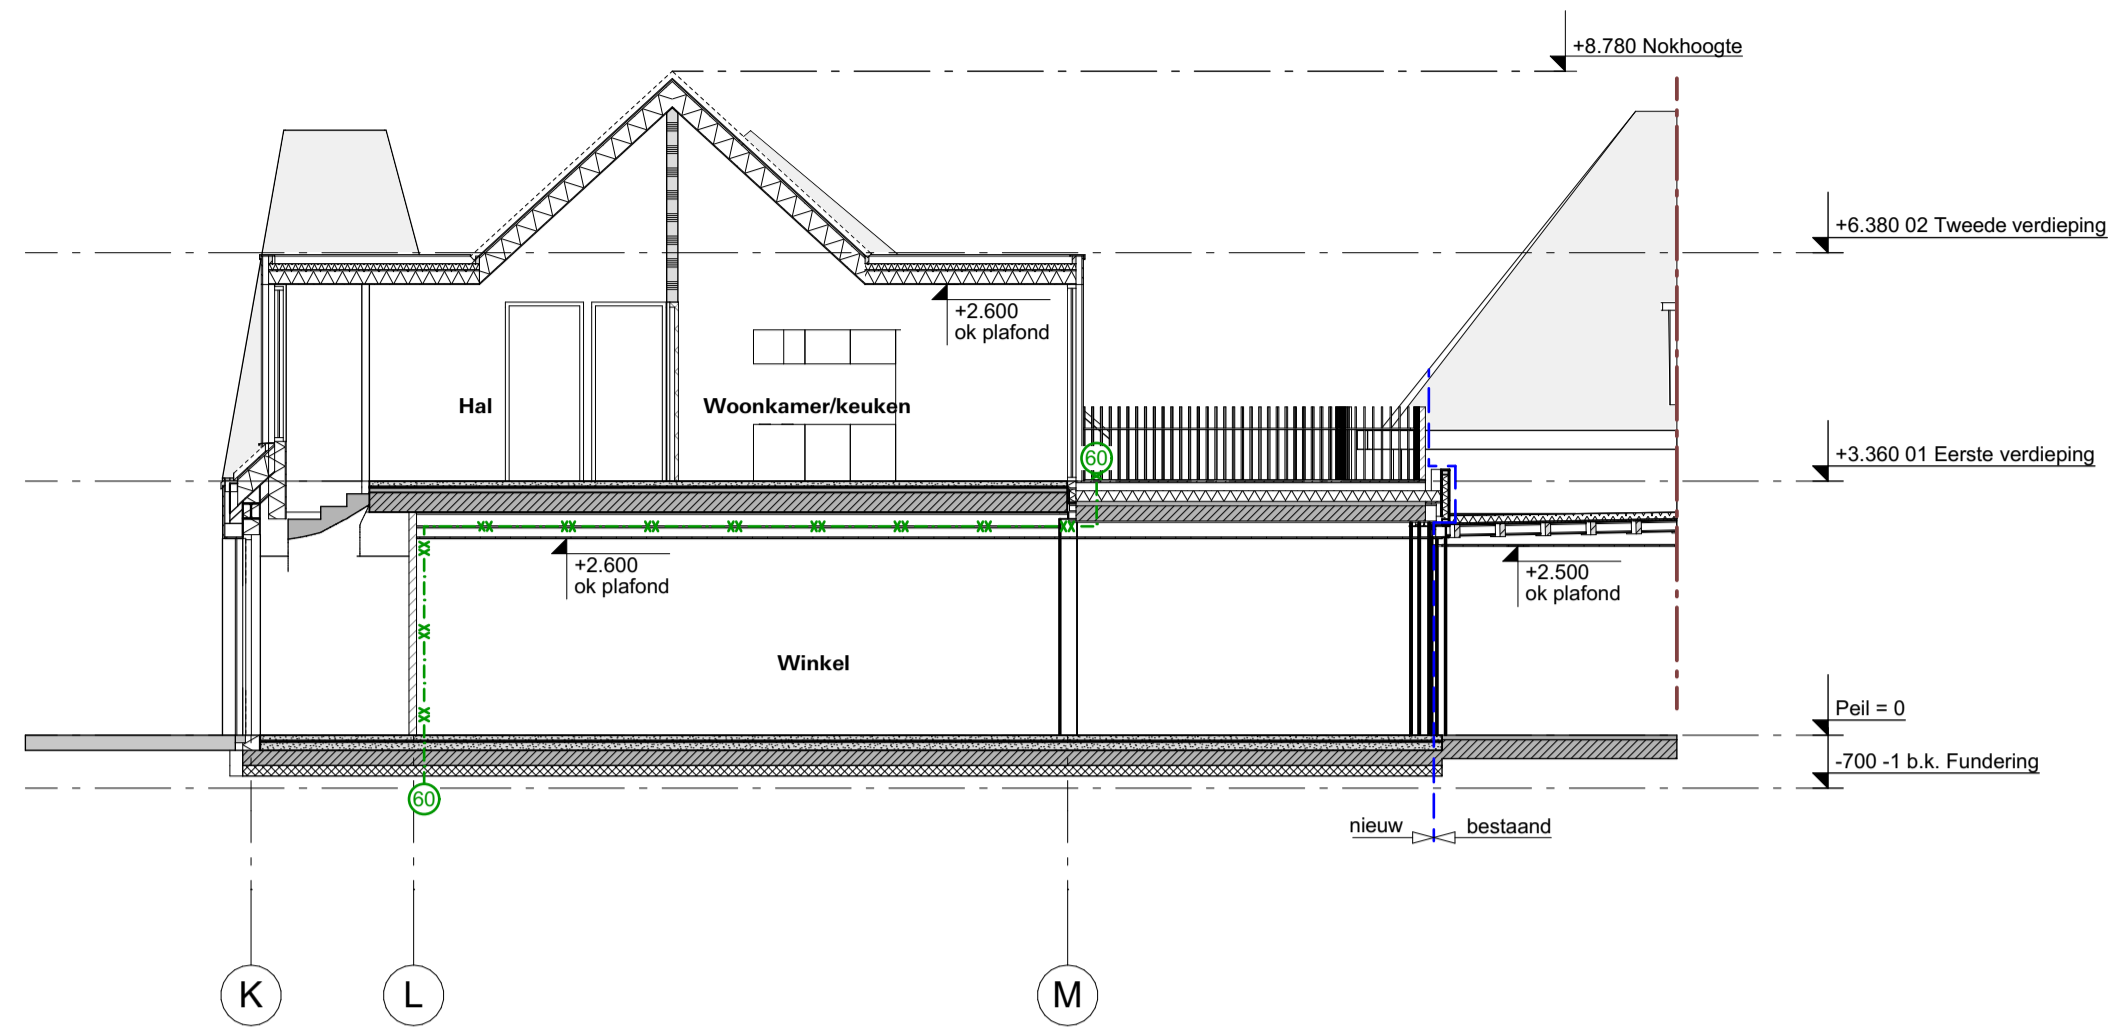 +8.780 Nokhoogte
+6.380 02 Tweede verdieping
+2.600
ok plafond
Hal
Woonkamer/keuken
60
+3.360 01 Eerste verdieping
+2.600
ok plafond
+2.500
ok plafond
Winkel
Peil = 0
-700 -1 b.k. Fundering
60
nieuw
bestaand
K
L
M